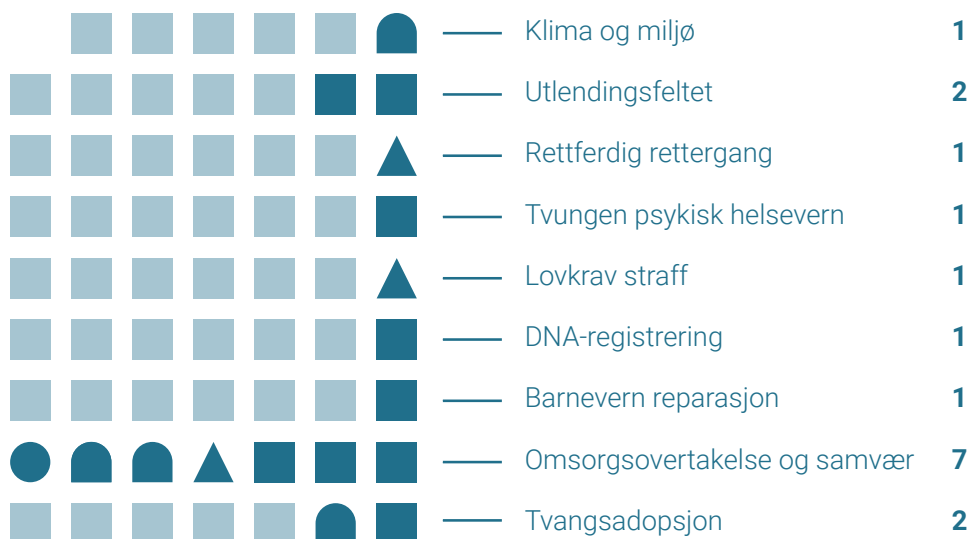 Klima og miljø 1
Utlendingsfeltet 2
Rettferdig rettergang 1
Tvungen psykisk helsevern 1
Lovkrav straff 1
DNA-registrering 1
Barnevern reparasjon 1
Omsorgsovertakelse og samvær 7
Tvangsadopsjon 2